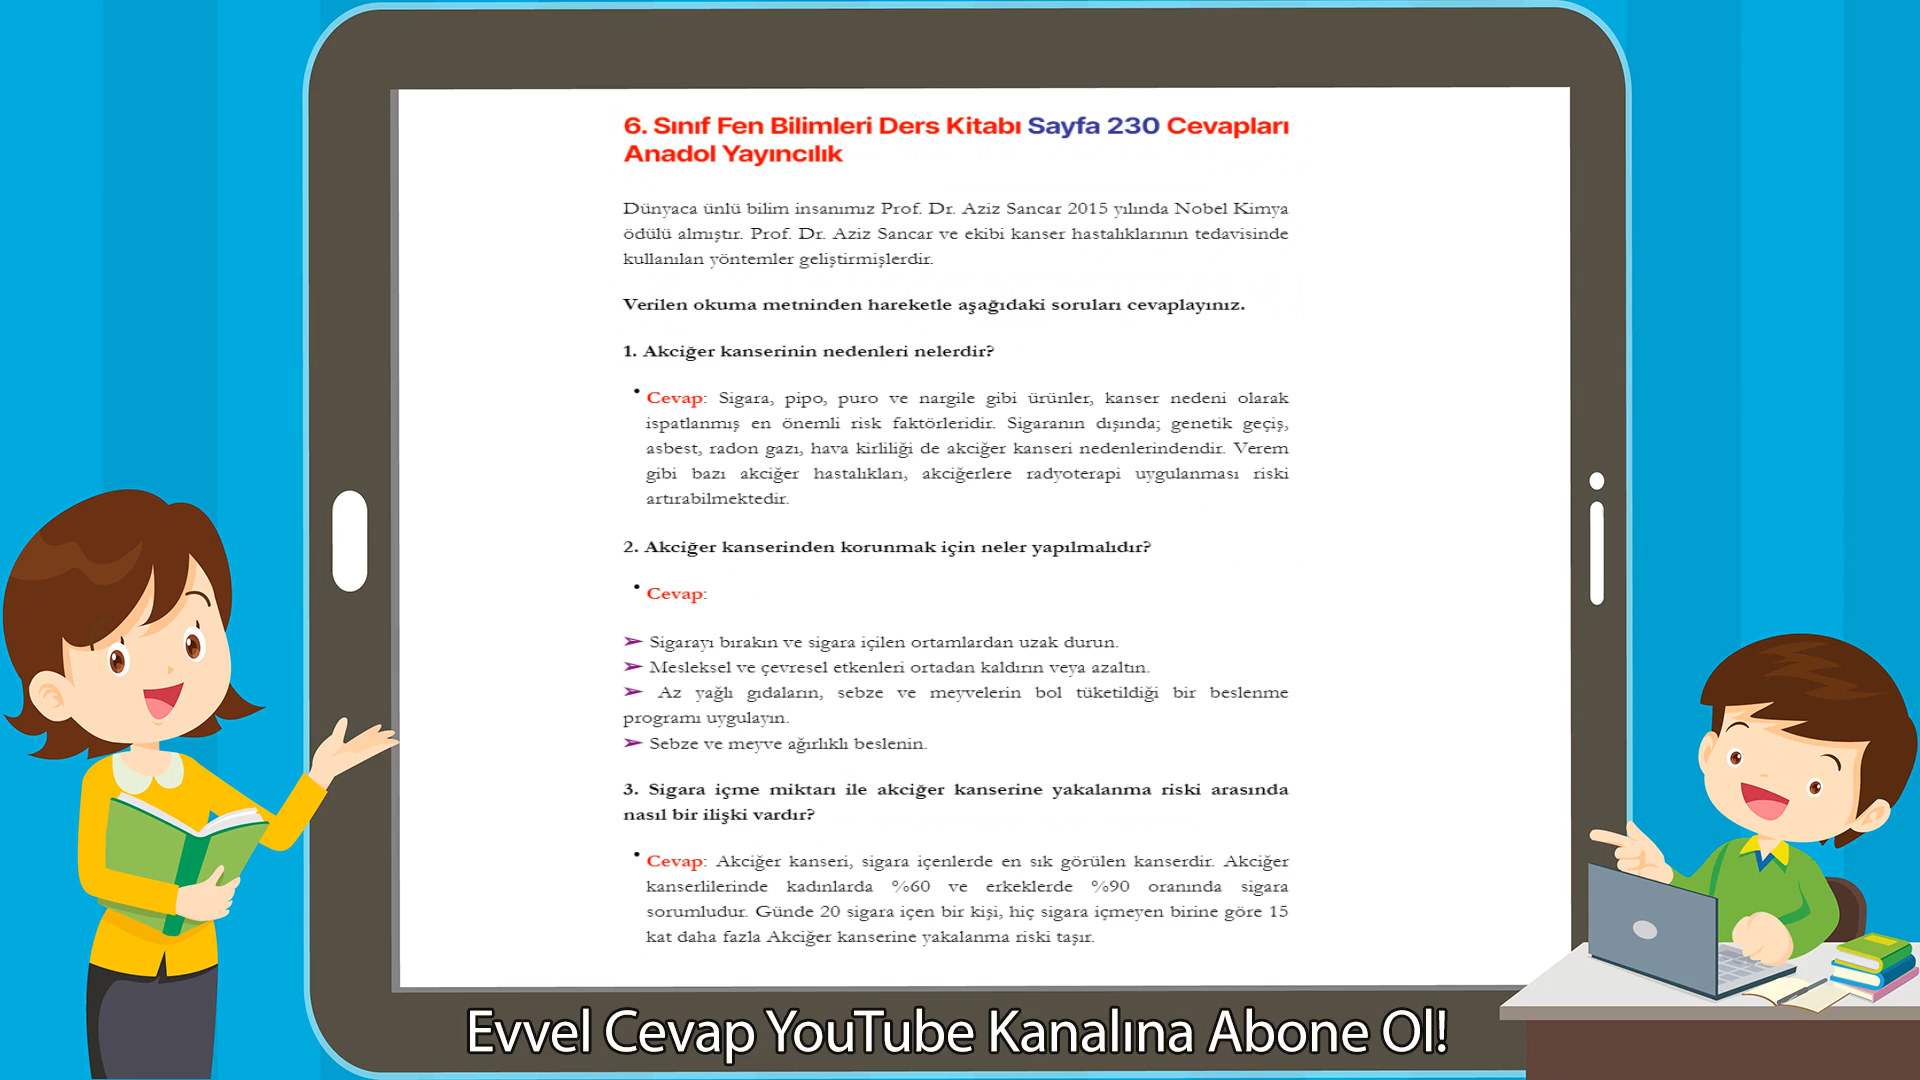 6. Sınıf Fen Bilimleri Ders Kitabı Sayfa 230 Cevapları
Anadol Yayıncılık
Dünyaca ünlü bilim insanımız Prof. Dr. Aziz Sancar 2015 yılında Nobel Kimya
ödülü almıştır. Prof. Dr. Aziz Sancar ve ekibi kanser hastalıklarının tedavisinde
kullanılan yöntemler geliştirmişlerdir.
Verilen okuma metninden hareketle aşağıdaki soruları cevaplayınız.
1. Akciğer kanserinin nedenleri nelerdir?
• Cevap: Sigara, pipo, puro ve nargile gibi ürünler, kanser nedeni olarak
ispatlanmış en önemli risk faktörleridir. Sigaranın dışında; genetik geçiş,
asbest, radon gazı, hava kirliliği de akciğer kanseri nedenlerindendir. Verem
gibi bazı akciğer hastalıkları, akciğerlere radyoterapi uygulanması riski
artırabilmektedir.
2. Akciğer kanserinden korunmak için neler yapılmalıdır?
• Cevap:
➢ Sigarayı bırakın ve sigara içilen ortamlardan uzak durun.
➢ Mesleksel ve çevresel etkenleri ortadan kaldırın veya azaltın.
➢ Az yağlı gıdaların, sebze ve meyvelerin bol tüketildiği bir beslenme
programı uygulayın.
➢ Sebze ve meyve ağırlıklı beslenin.
3. Sigara içme miktarı ile akciğer kanserine yakalanma riski arasında
nasıl bir ilişki vardır?
• Cevap: Akciğer kanseri, sigara içenlerde en sık görülen kanserdir. Akciğer
kanserlilerinde kadınlarda %60 ve erkeklerde %90 oranında sigara
sorumludur. Günde 20 sigara içen bir kişi, hiç sigara içmeyen birine göre 15
kat daha fazla Akciğer kanserine yakalanma riski taşır.
Evvel Cevap YouTube Kanalına Abone Ol!